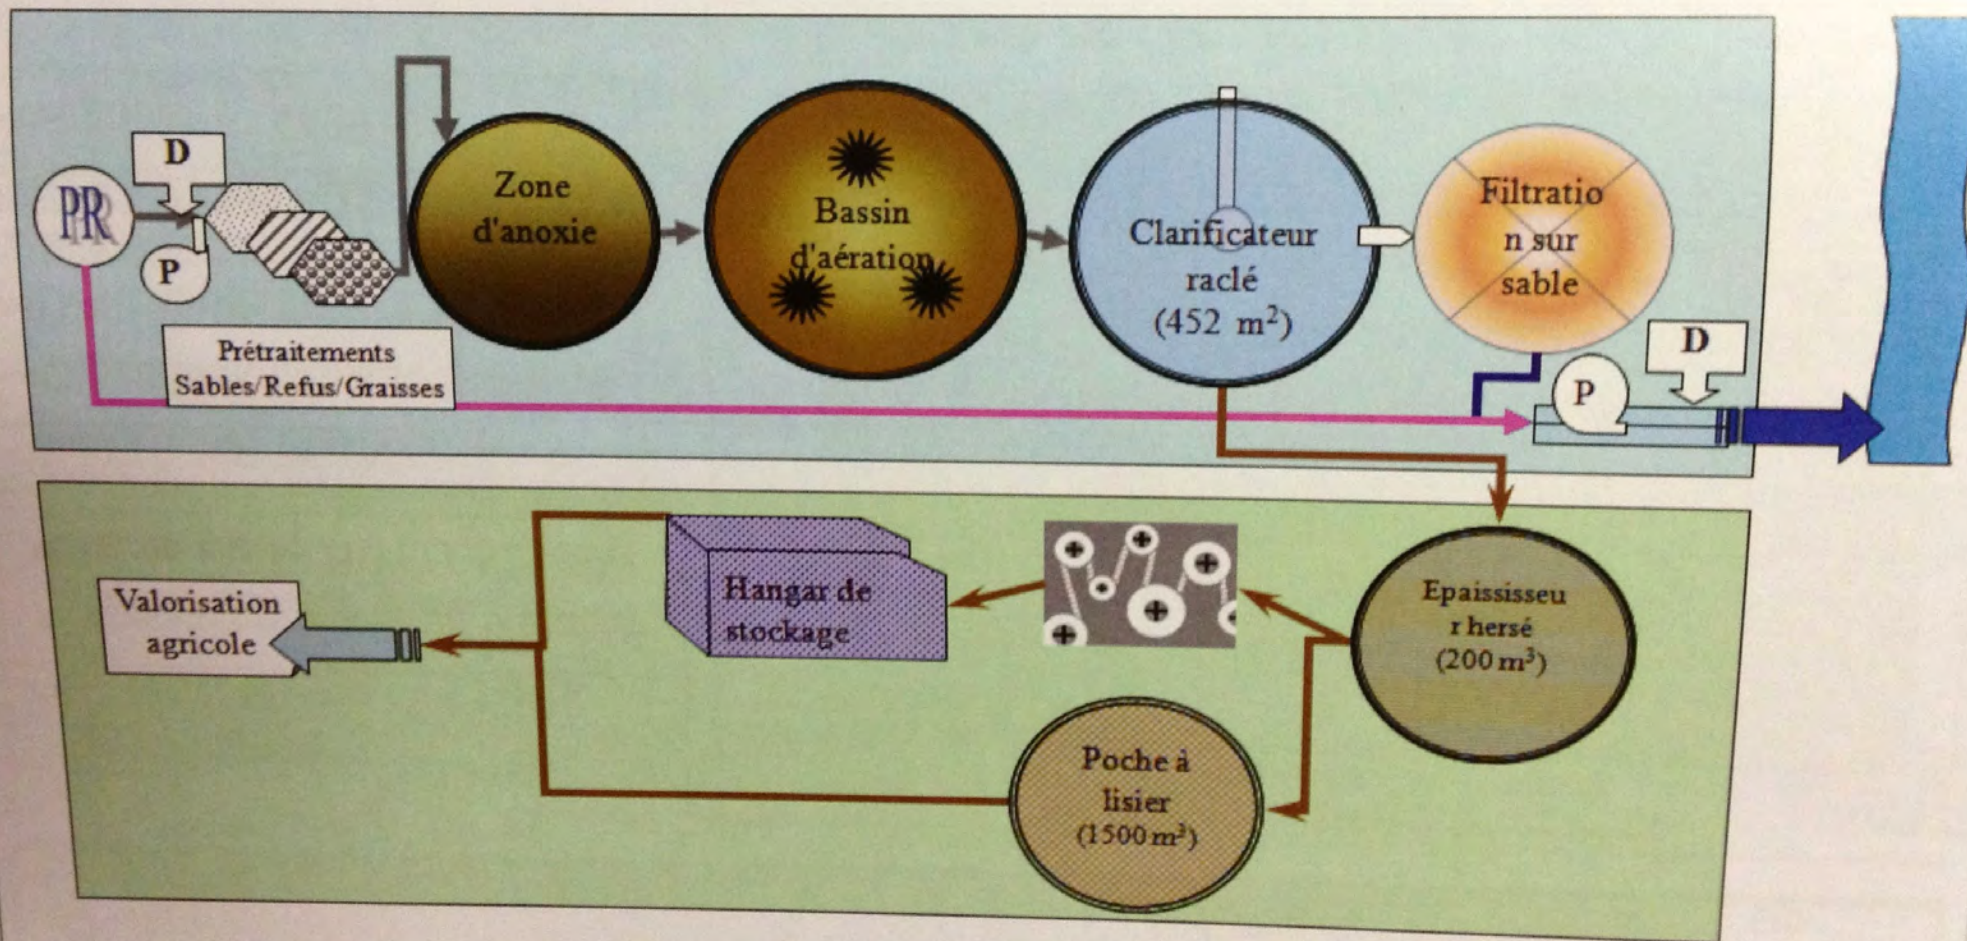 D
PR
P
Prétraitements
Sables/Refus/Graisses
Zone
d'anoxie
Bassin
d'aération
Clarificateur
raclé
(452 m²)
Filtratio
n sur
sable
D
P
Valorisation
agricole
Hangar de
stockage
Epaississeu
r hersé
(200 m³)
Poche à
lisier
(1500 m³)